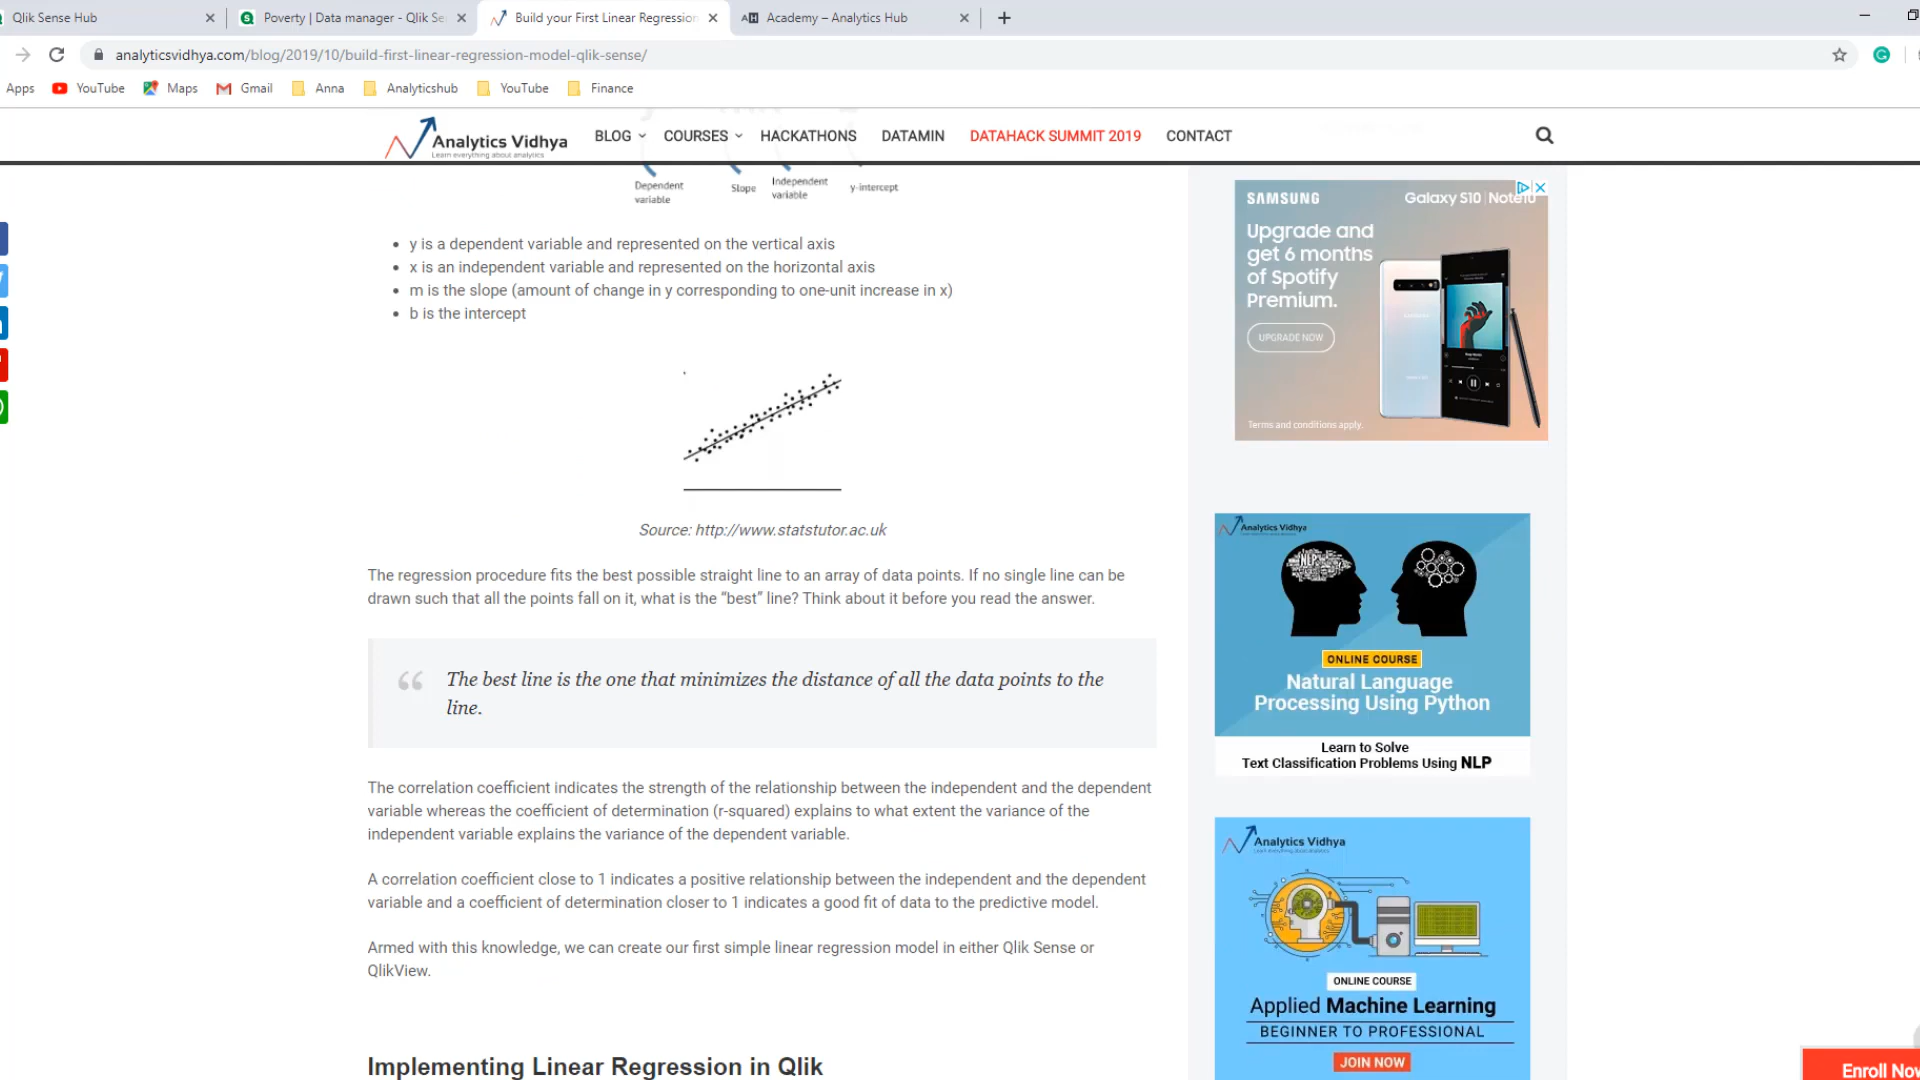 Qlik Sense Hub
Poverty | Data manager - Qlik Se
Build your First Linear Regression
Academy – Analytics Hub
analyticsvidhya.com/blog/2019/10/build-first-linear-regression-model-qlik-sense/
Apps
YouTube
Maps
Gmail
Anna
Analyticshub
YouTube
Finance
Analytics Vidhya
Learn everything about analytics
BLOG
COURSES
HACKATHONS
DATAMIN
DATAHACK SUMMIT 2019
CONTACT
Dependent
variable
Slope
Independent
variable
y-intercept
• y is a dependent variable and represented on the vertical axis
• x is an independent variable and represented on the horizontal axis
• m is the slope (amount of change in y corresponding to one-unit increase in x)
• b is the intercept
Source: http://www.statstutor.ac.uk
The regression procedure fits the best possible straight line to an array of data points. If no single line can be
drawn such that all the points fall on it, what is the “best” line? Think about it before you read the answer.
“ The best line is the one that minimizes the distance of all the data points to the
line.
The correlation coefficient indicates the strength of the relationship between the independent and the dependent
variable whereas the coefficient of determination (r-squared) explains to what extent the variance of the
independent variable explains the variance of the dependent variable.
A correlation coefficient close to 1 indicates a positive relationship between the independent and the dependent
variable and a coefficient of determination closer to 1 indicates a good fit of data to the predictive model.
Armed with this knowledge, we can create our first simple linear regression model in either Qlik Sense or
QlikView.
Implementing Linear Regression in Qlik
SAMSUNG
Galaxy S10 | Note10
Upgrade and
get 6 months
of Spotify
Premium.
UPGRADE NOW
Terms and conditions apply.
Analytics Vidhya
NLP
ONLINE COURSE
Natural Language
Processing Using Python
Learn to Solve
Text Classification Problems Using NLP
Analytics Vidhya
Learn everything about analytics
ONLINE COURSE
Applied Machine Learning
BEGINNER TO PROFESSIONAL
JOIN NOW
Enroll Now